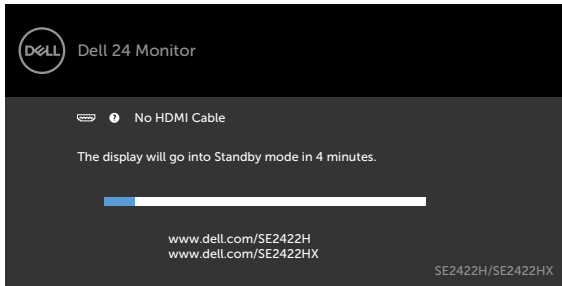 DELL
Dell 24 Monitor
? No HDMI Cable
The display will go into Standby mode in 4 minutes.
www.dell.com/SE2422H
www.dell.com/SE2422HX
SE2422H/SE2422HX